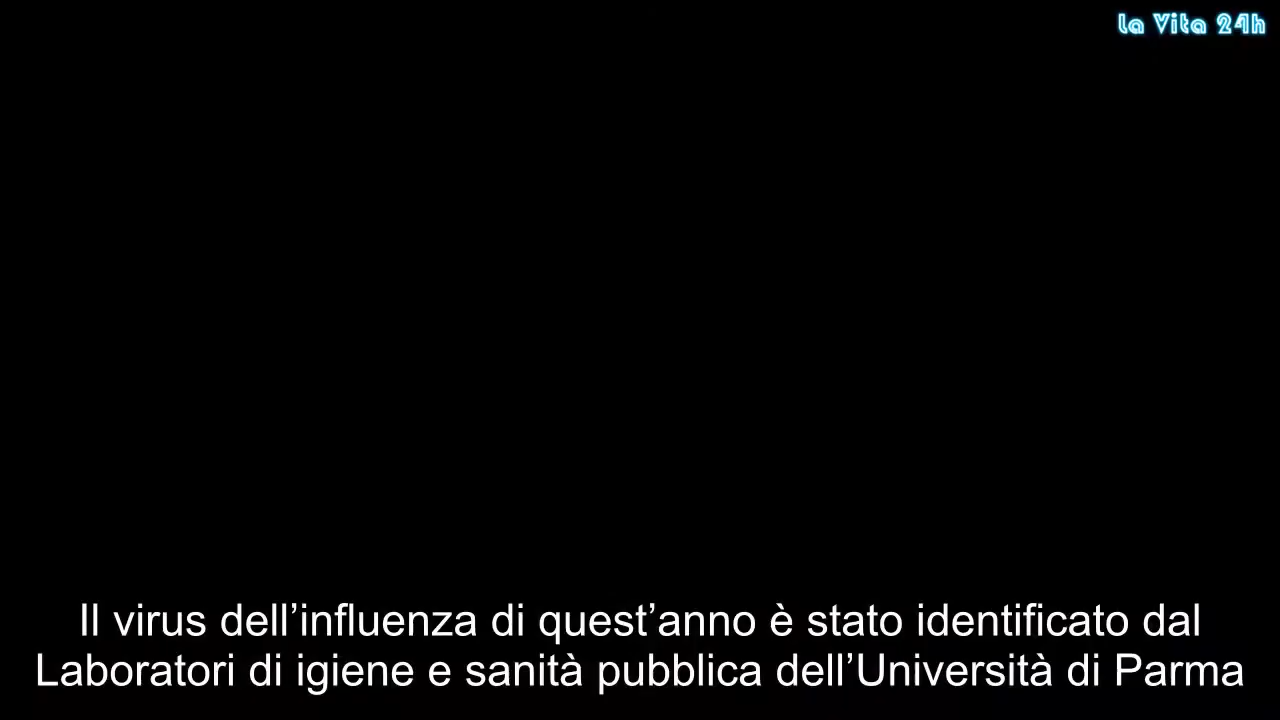 la Vita 24h
Il virus dell’influenza di quest’anno è stato identificato dal
Laboratori di igiene e sanità pubblica dell’Università di Parma